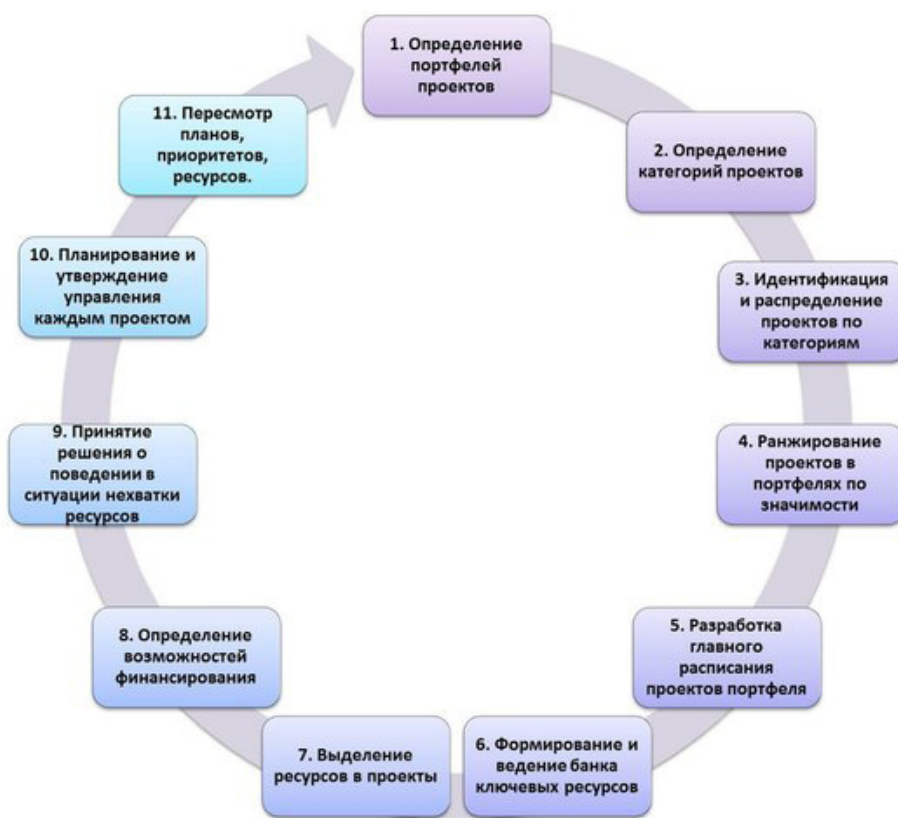 1. Определение
портфелей
проектов
2. Определение
категорий проектов
3. Идентификация
и распределение
проектов по
категориям
4. Ранжирование
проектов в
портфелях по
значимости
5. Разработка
главного
расписания
проектов портфеля
6. Формирование и
ведение банка
ключевых ресурсов
7. Выделение
ресурсов в проекты
8. Определение
возможностей
финансирования
9. Принятие
решения о
поведении в
ситуации нехватки
ресурсов
10. Планирование и
утверждение
управления
каждым проектом
11. Пересмотр
планов,
приоритетов,
ресурсов.